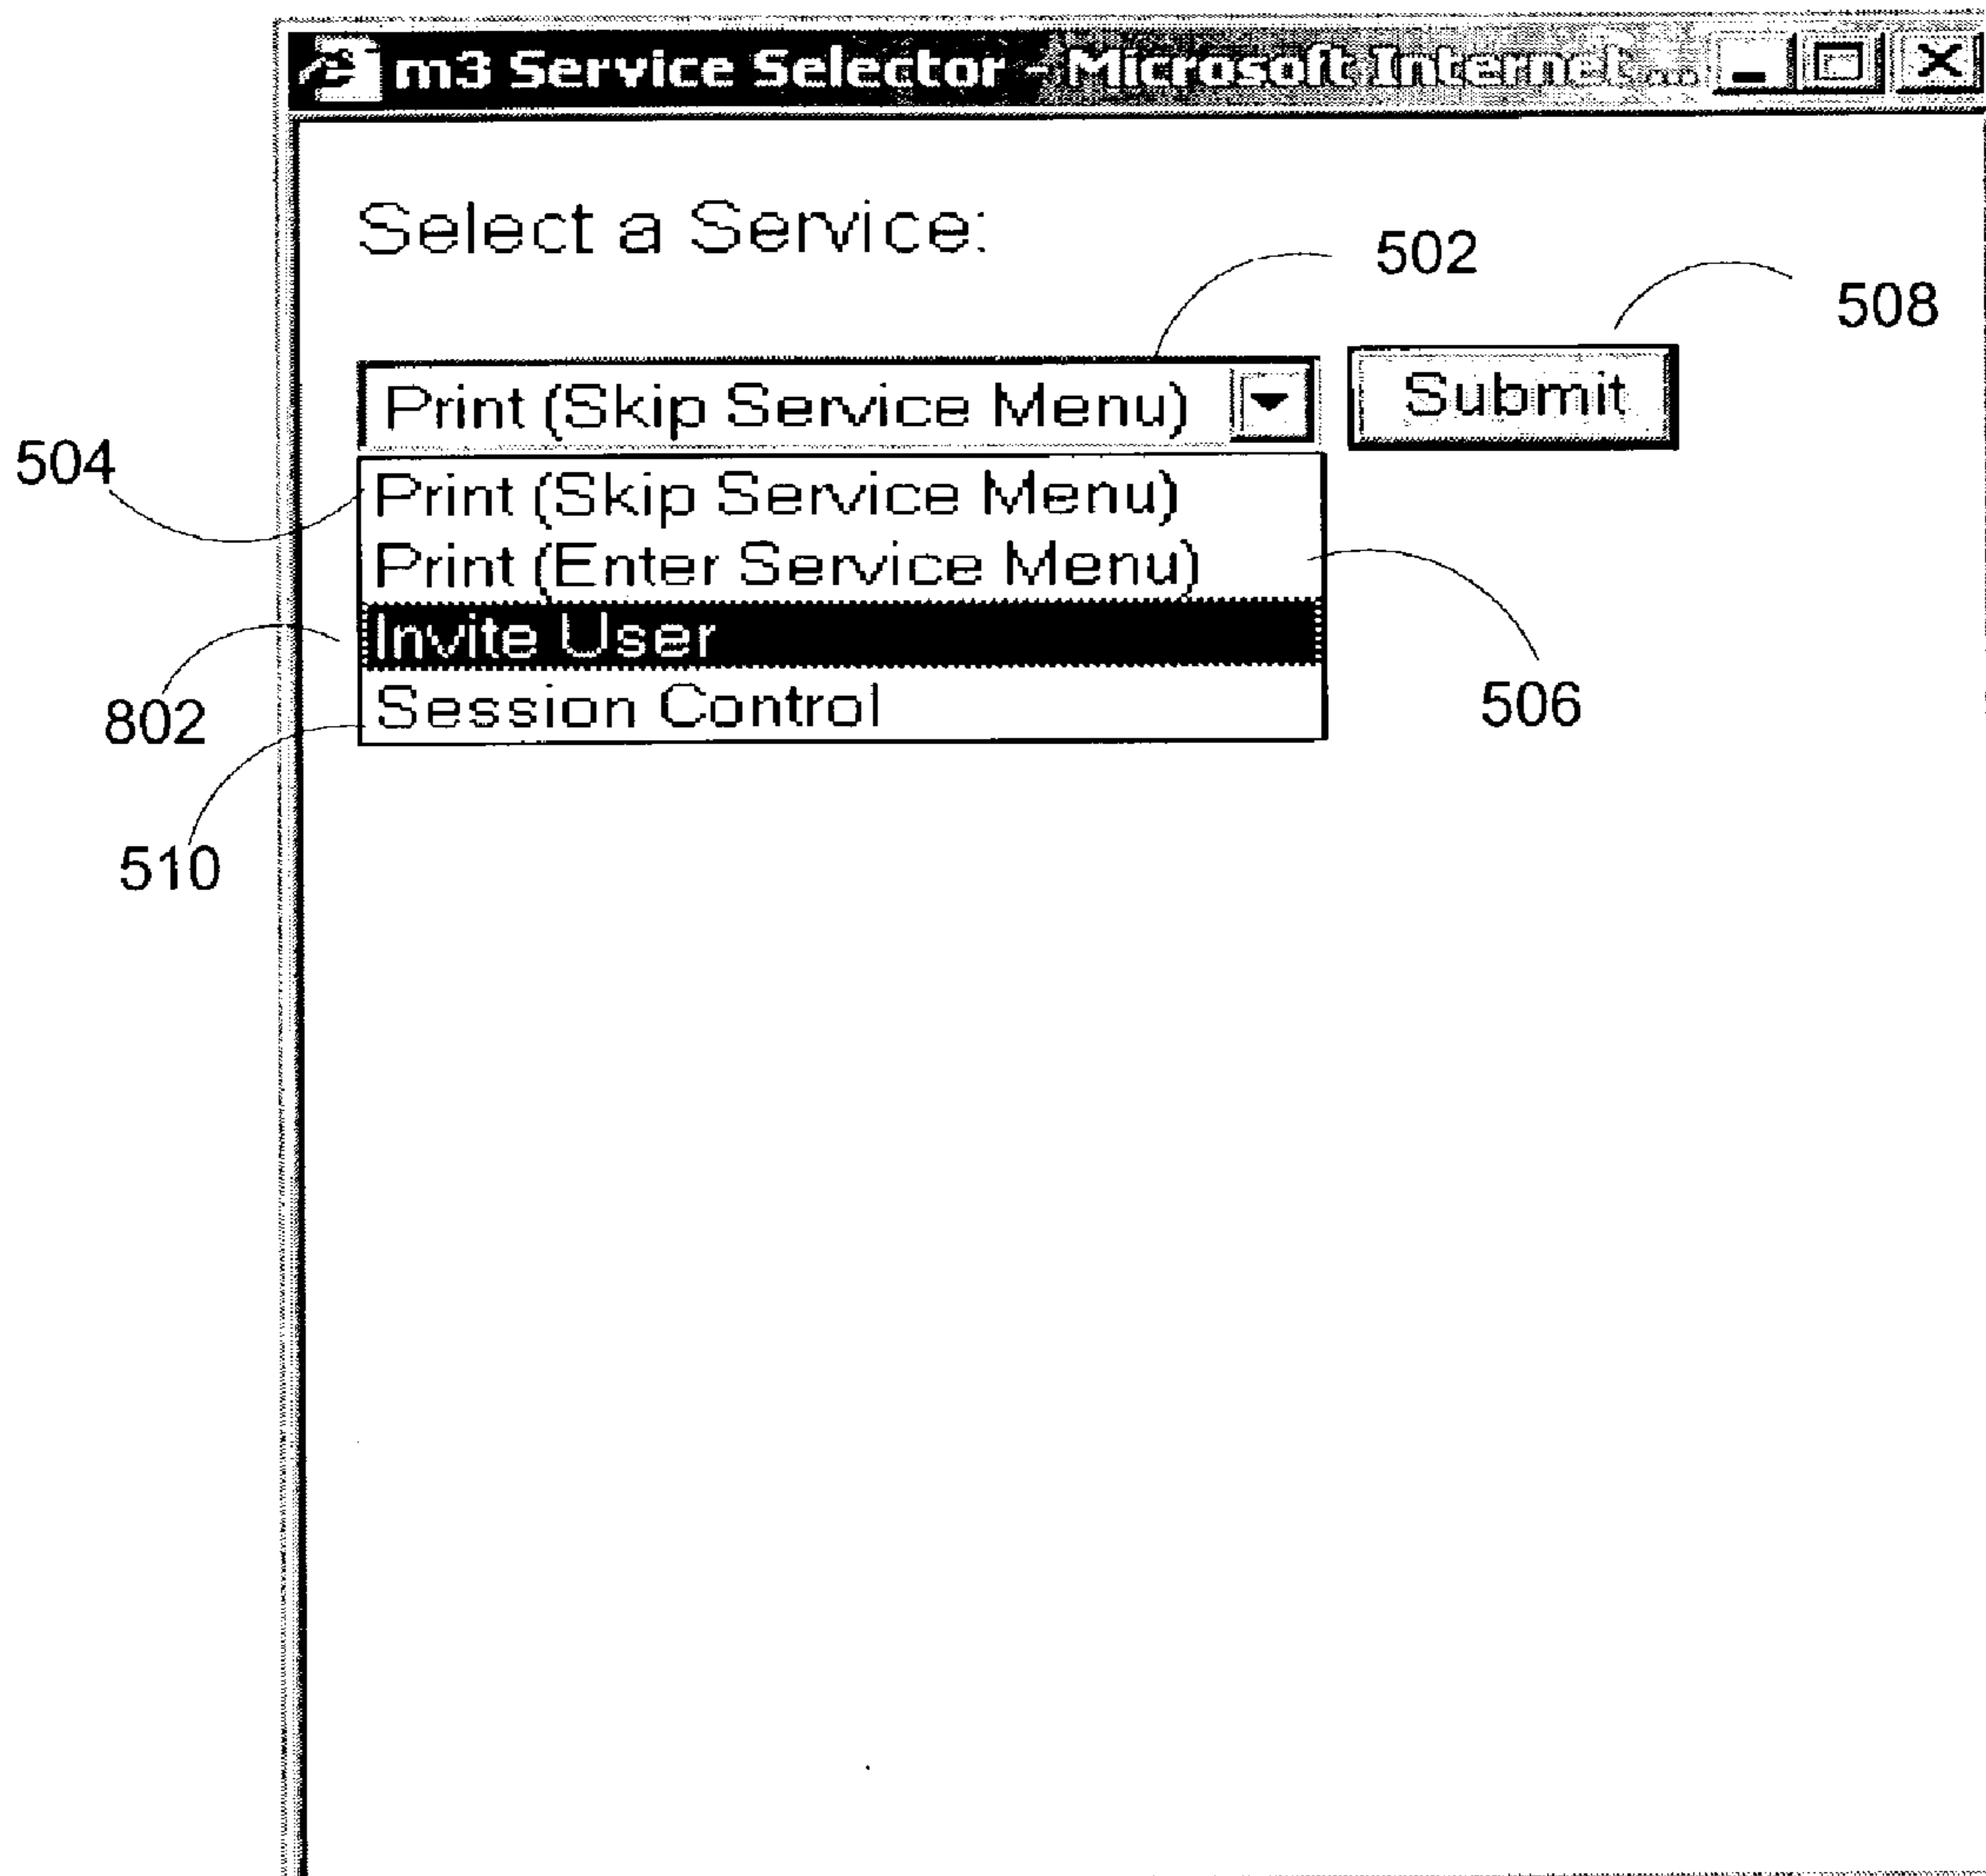 m3 Service Selector - Microsoft Internet ...
Select a Service:
502
508
Print (Skip Service Menu)
Submit
504
Print (Skip Service Menu)
Print (Enter Service Menu)
Invite User
802
506
Session Control
510